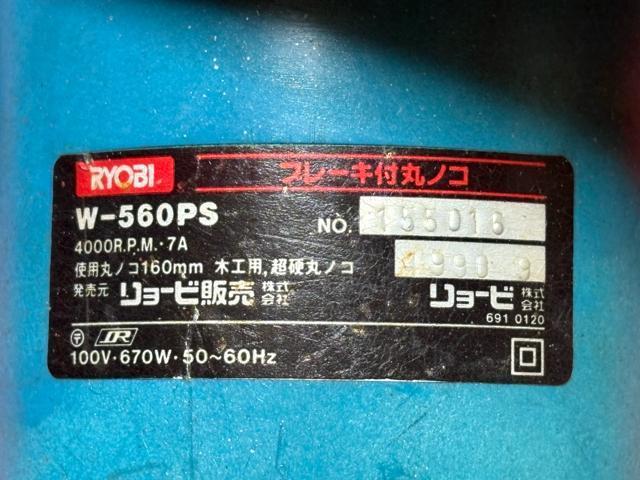 RYOBI ブレーキ付丸ノコ
W-560PS NO. 155016
4000R.P.M.・7A 4990 9
使用丸ノコ160mm 木工用,超硬丸ノコ
発売元 リョービ販売株式会社 リョービ株式会社
691 0120
〒 JR
100V・670W・50~60Hz